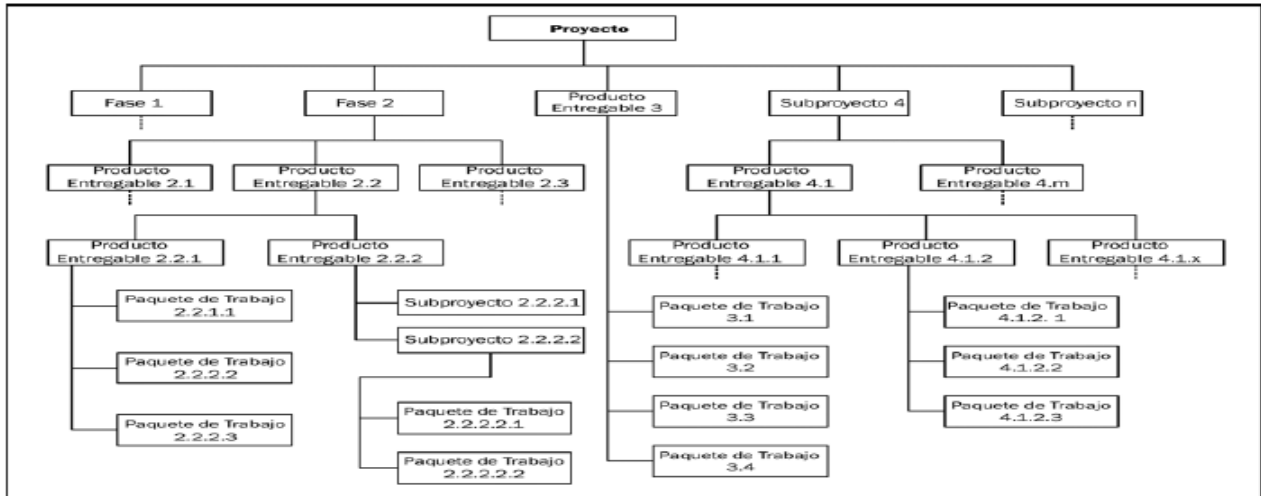 Proyecto
Fase 1
Fase 2
Producto
Entregable 3
Subproyecto 4
Subproyecto n
Producto
Entregable 2.1
Producto
Entregable 2.2
Producto
Entregable 2.3
Producto
Entregable 4.1
Producto
Entregable 4.m
Producto
Entregable 2.2.1
Producto
Entregable 2.2.2
Producto
Entregable 4.1.1
Producto
Entregable 4.1.2
Producto
Entregable 4.1.x
Paquete de Trabajo
2.2.1.1
Paquete de Trabajo
2.2.2.2
Paquete de Trabajo
2.2.2.3
Subproyecto 2.2.2.1
Subproyecto 2.2.2.2
Paquete de Trabajo
2.2.2.2.1
Paquete de Trabajo
2.2.2.2.2
Paquete de Trabajo
3.1
Paquete de Trabajo
3.2
Paquete de Trabajo
3.3
Paquete de Trabajo
3.4
Paquete de Trabajo
4.1.2. 1
Paquete de Trabajo
4.1.2.2
Paquete de Trabajo
4.1.2.3